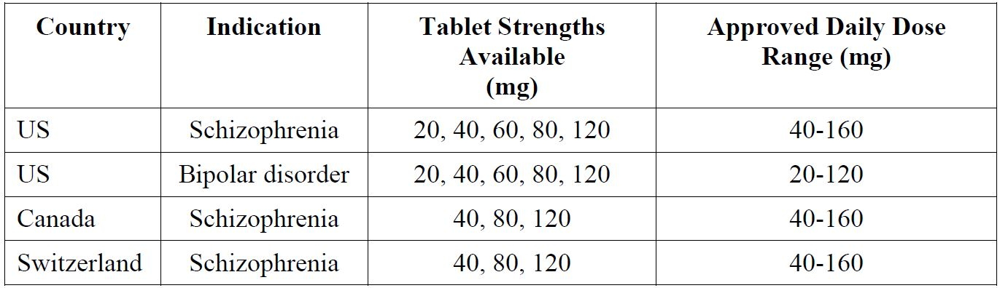 Country Indication Tablet Strengths Available (mg) Approved Daily Dose Range (mg)
US Schizophrenia 20, 40, 60, 80, 120 40-160
US Bipolar disorder 20, 40, 60, 80, 120 20-120
Canada Schizophrenia 40, 80, 120 40-160
Switzerland Schizophrenia 40, 80, 120 40-160